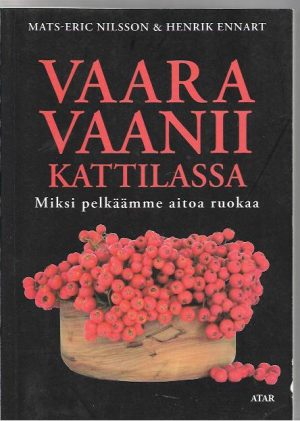 MATS-ERIC NILSSON & HENRIK ENNART
VAARA
VAANII
KATTILASSA
Miksi pelkäämme aitoa ruokaa
ATAR